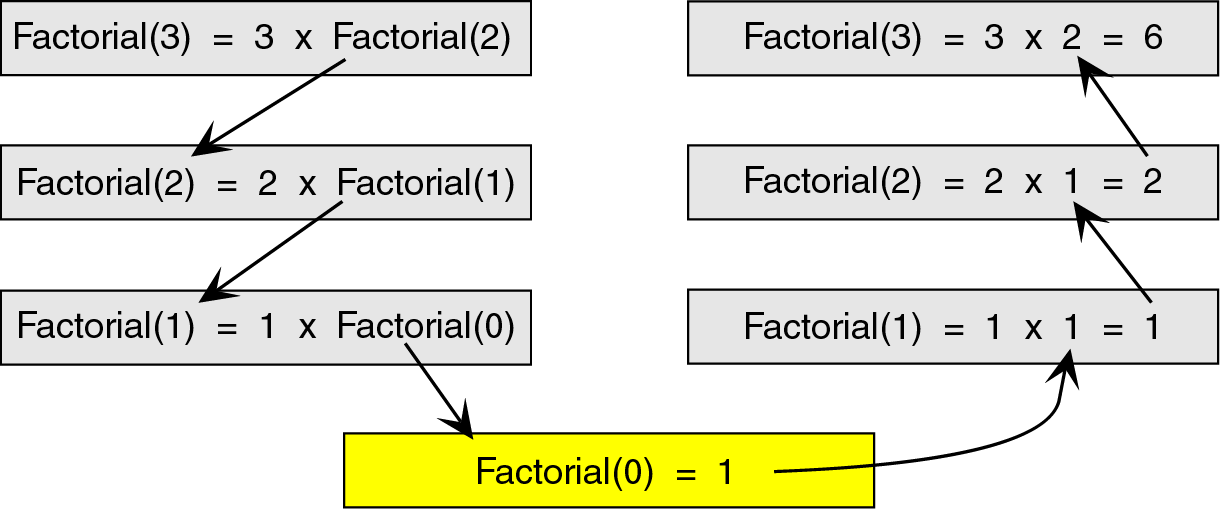 Factorial(3) = 3 x Factorial(2)
Factorial(2) = 2 x Factorial(1)
Factorial(1) = 1 x Factorial(0)
Factorial(0) = 1
Factorial(1) = 1 x 1 = 1
Factorial(2) = 2 x 1 = 2
Factorial(3) = 3 x 2 = 6